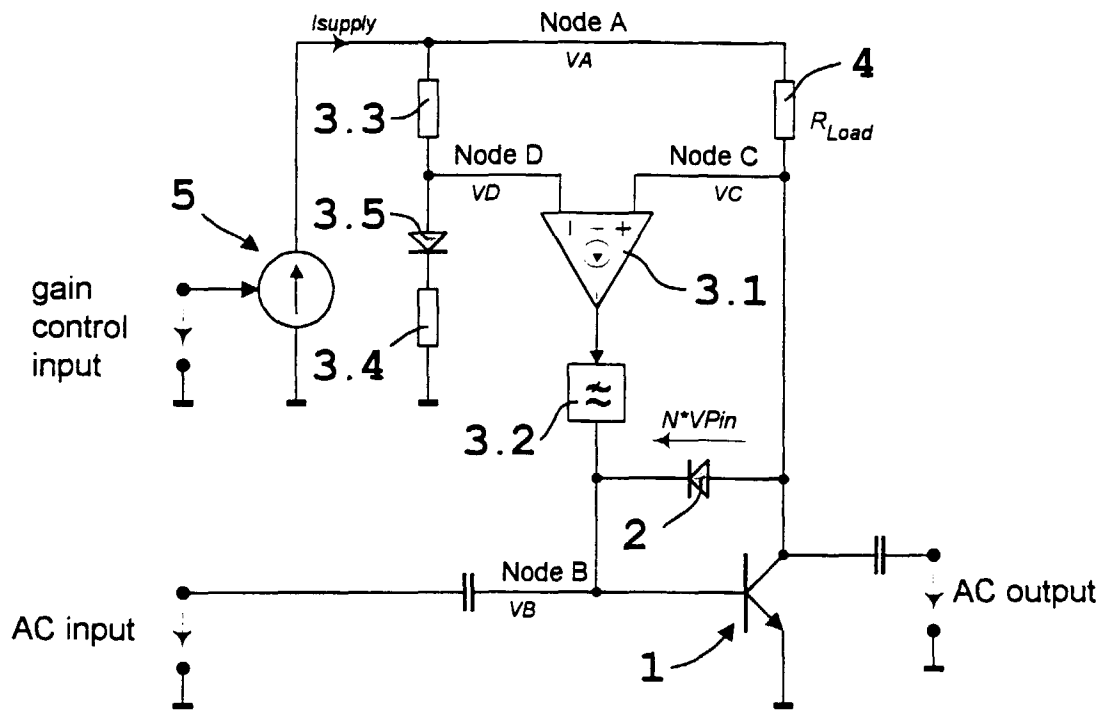 Isupply
Node A
VA
4
3.3
R_Load
Node D
Node C
VD
VC
5
3.5
- +
3.1
gain
control
input
3.4
3.2
N*VPin
2
Node B
VB
AC input
AC output
1